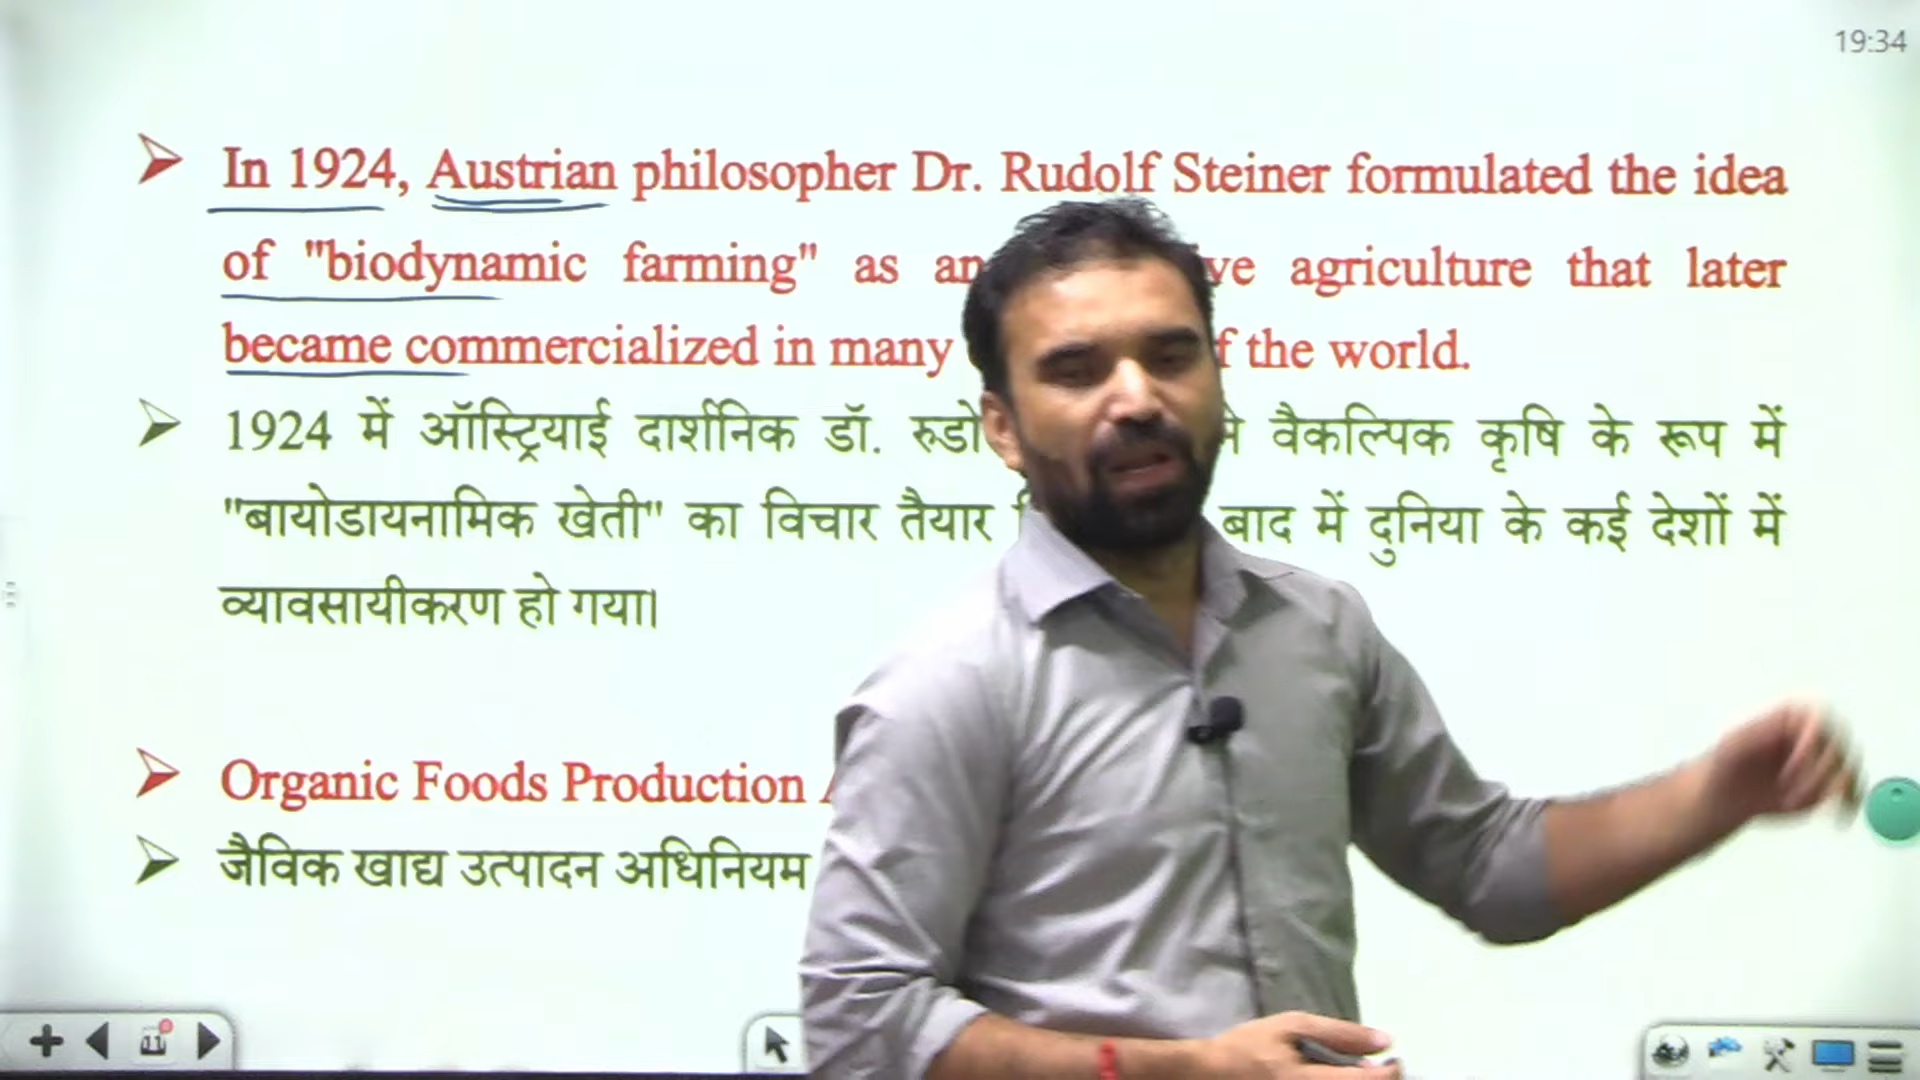 19:34
In 1924, Austrian philosopher Dr. Rudolf Steiner formulated the idea
of "biodynamic farming" as agriculture that later
became commercialized in many the world.
1924 में ऑस्ट्रियाई दार्शनिक डॉ. वैकल्पिक कृषि के रूप में
"बायोडायनामिक खेती" का विचार तैयार बाद में दुनिया के कई देशों में
व्यावसायीकरण हो गया।
Organic Foods Production
जैविक खाद्य उत्पादन अधिनियम
11